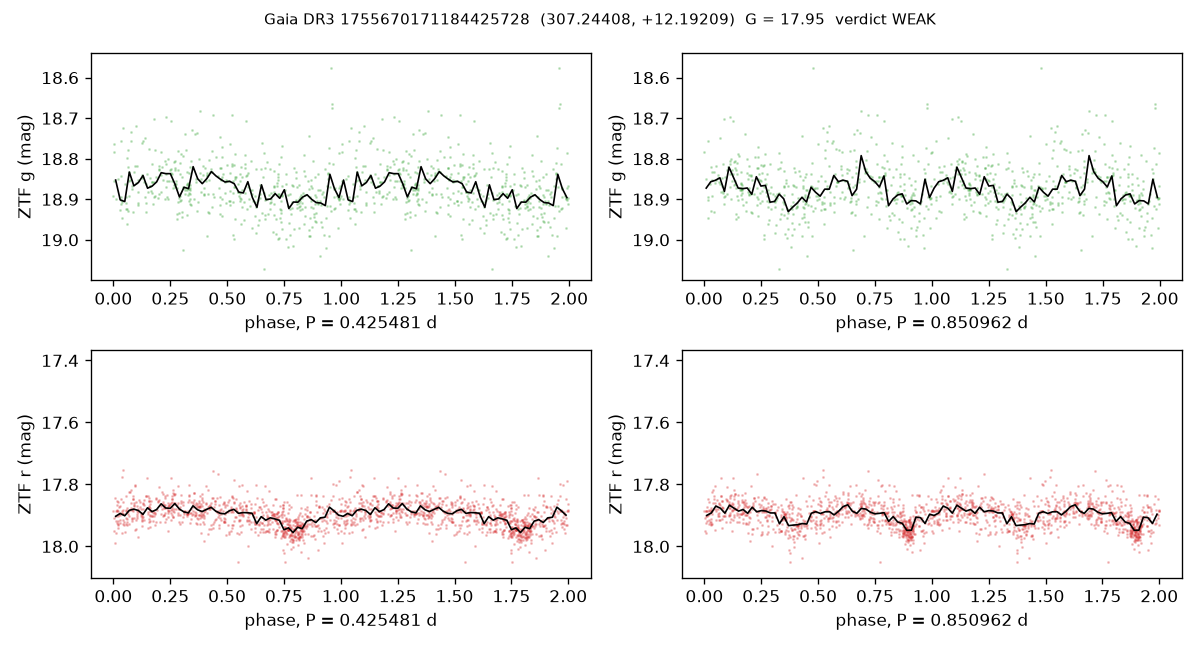 Gaia DR3 1755670171184425728 (307.24408, +12.19209) G = 17.95 verdict WEAK
ZTF g (mag)
18.6
18.7
18.8
18.9
19.0
0.00 0.25 0.50 0.75 1.00 1.25 1.50 1.75 2.00
phase, P = 0.425481 d
ZTF g (mag)
18.6
18.7
18.8
18.9
19.0
0.00 0.25 0.50 0.75 1.00 1.25 1.50 1.75 2.00
phase, P = 0.850962 d
ZTF r (mag)
17.4
17.6
17.8
18.0
0.00 0.25 0.50 0.75 1.00 1.25 1.50 1.75 2.00
phase, P = 0.425481 d
ZTF r (mag)
17.4
17.6
17.8
18.0
0.00 0.25 0.50 0.75 1.00 1.25 1.50 1.75 2.00
phase, P = 0.850962 d